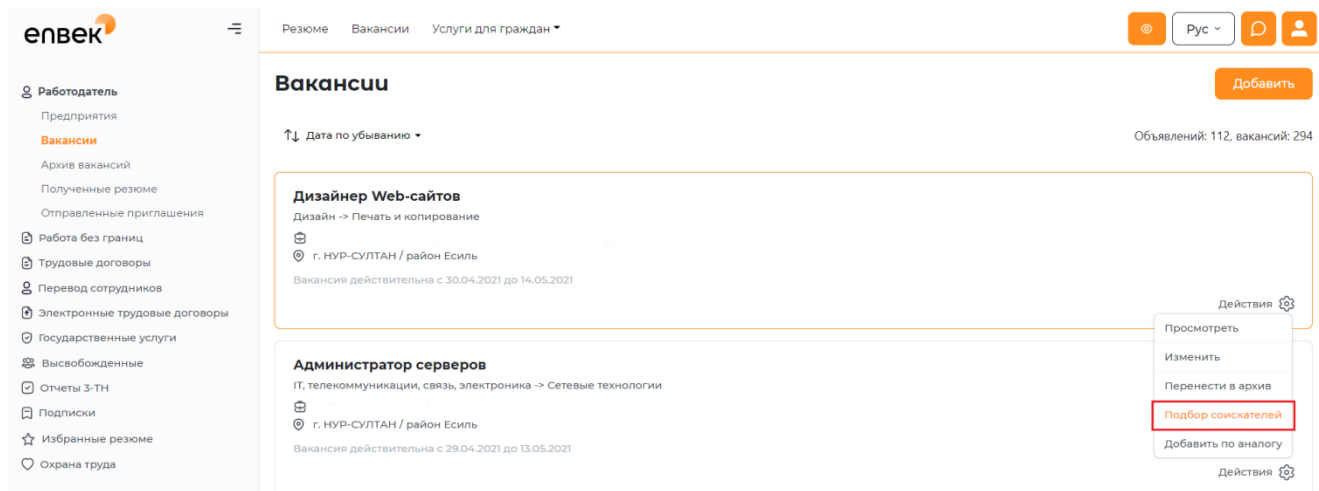 enbek
Резюме Вакансии Услуги для граждан
Рус
Работодатель
Предприятия
Вакансии
Архив вакансий
Полученные резюме
Отправленные приглашения
Работа без границ
Трудовые договоры
Перевод сотрудников
Электронные трудовые договоры
Государственные услуги
Высвобожденные
Отчеты 3-ТН
Подписки
Избранные резюме
Охрана труда
Вакансии
Добавить
Дата по убыванию
Объявлений: 112, вакансий: 294
Дизайнер Web-сайтов
Дизайн -> Печать и копирование
г. НУР-СУЛТАН / район Есиль
Вакансия действительна с 30.04.2021 до 14.05.2021
Действия
Просмотреть
Изменить
Перенести в архив
Подбор соискателей
Добавить по аналогу
Администратор серверов
IT, телекоммуникации, связь, электроника -> Сетевые технологии
г. НУР-СУЛТАН / район Есиль
Вакансия действительна с 29.04.2021 до 13.05.2021
Действия